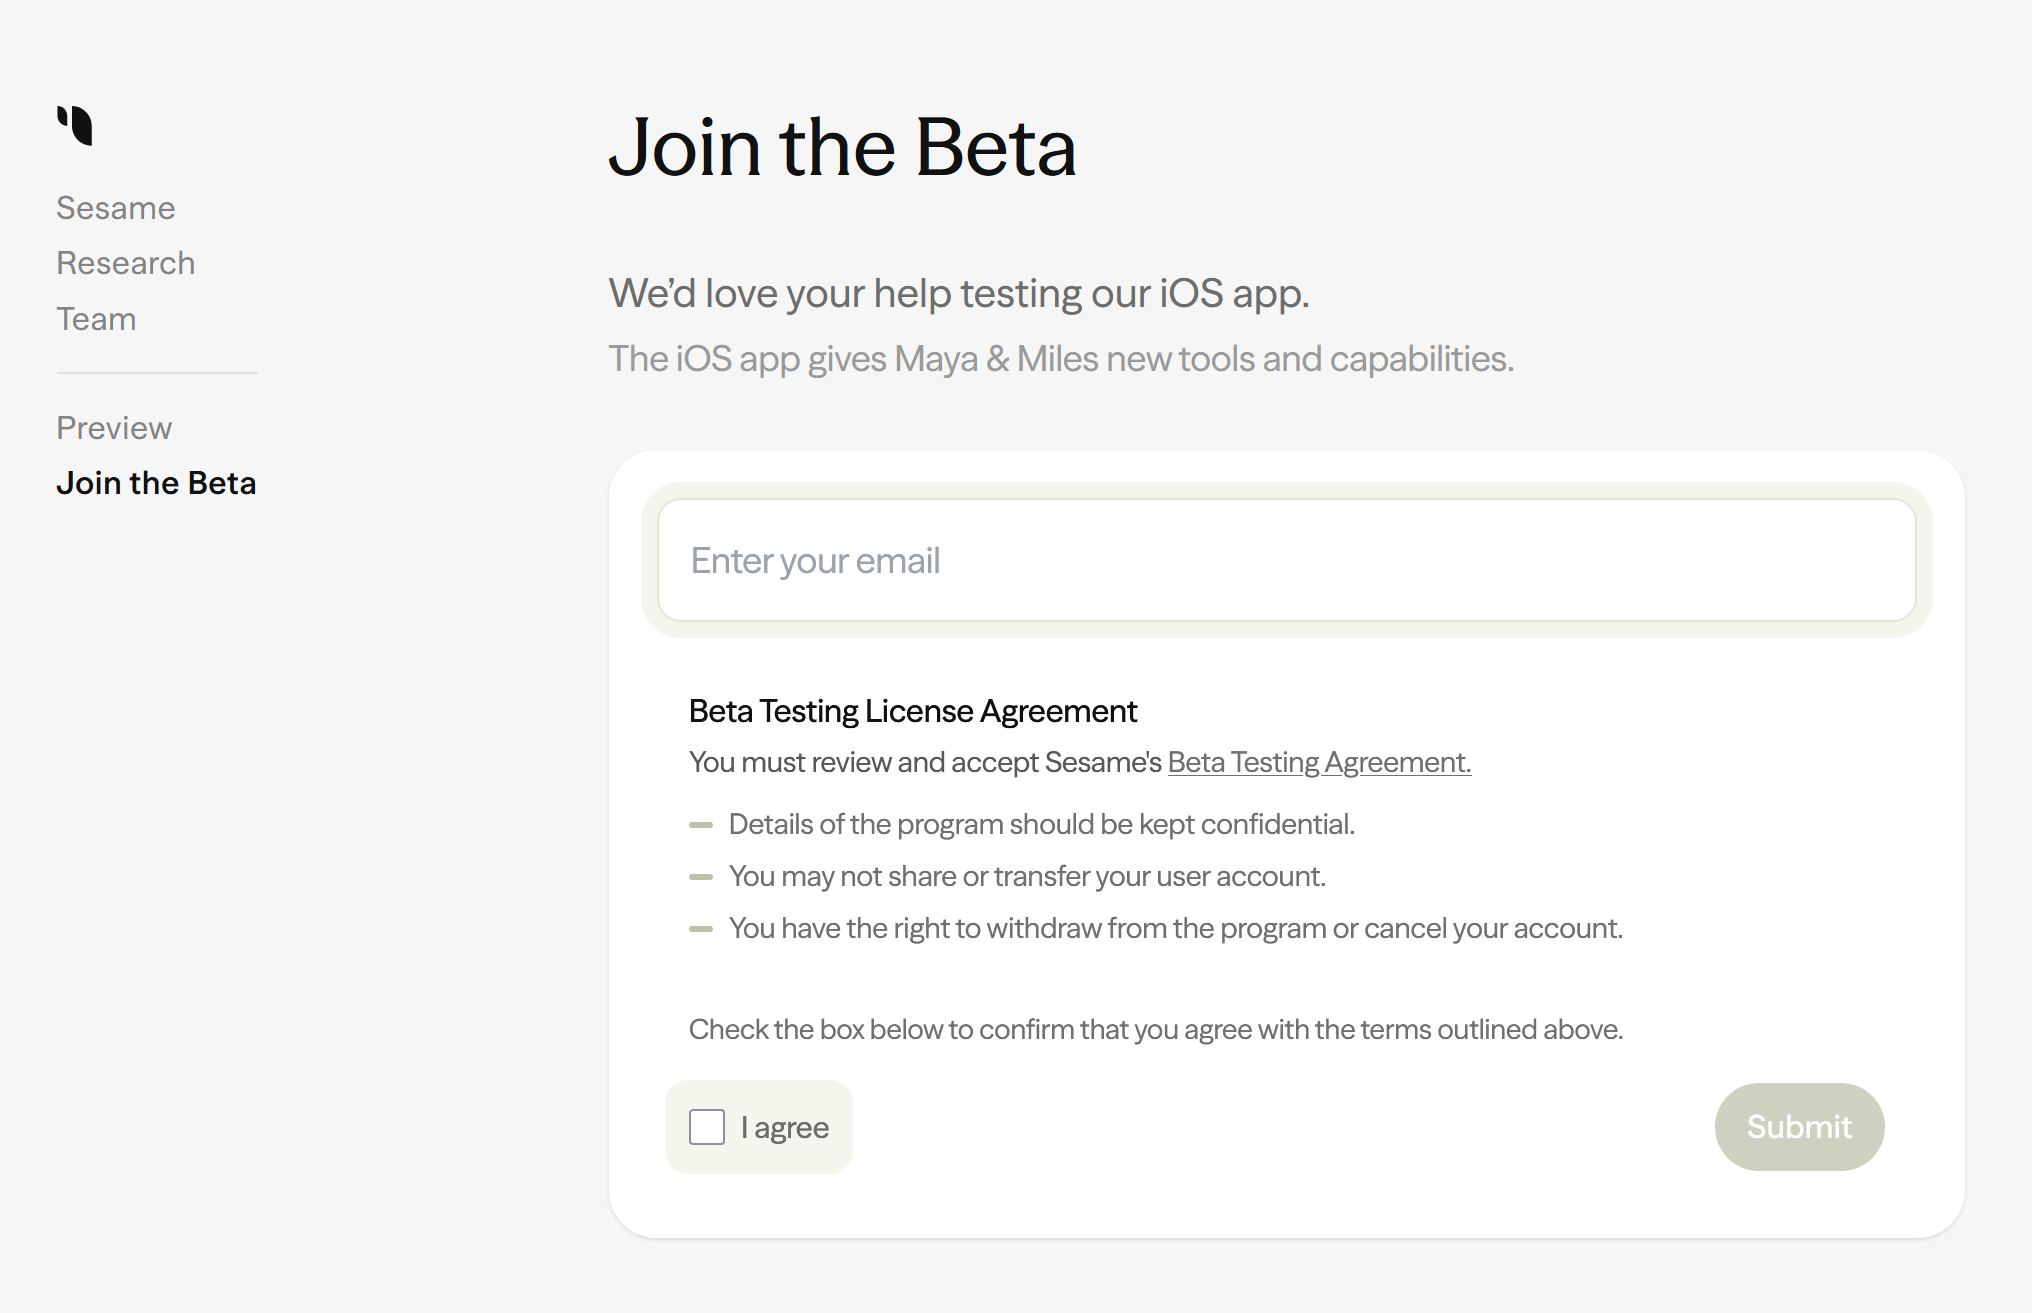 Sesame
Research
Team
Preview
Join the Beta
Join the Beta
We’d love your help testing our iOS app.
The iOS app gives Maya & Miles new tools and capabilities.
Enter your email
Beta Testing License Agreement
You must review and accept Sesame's Beta Testing Agreement.
Details of the program should be kept confidential.
You may not share or transfer your user account.
You have the right to withdraw from the program or cancel your account.
Check the box below to confirm that you agree with the terms outlined above.
I agree
Submit